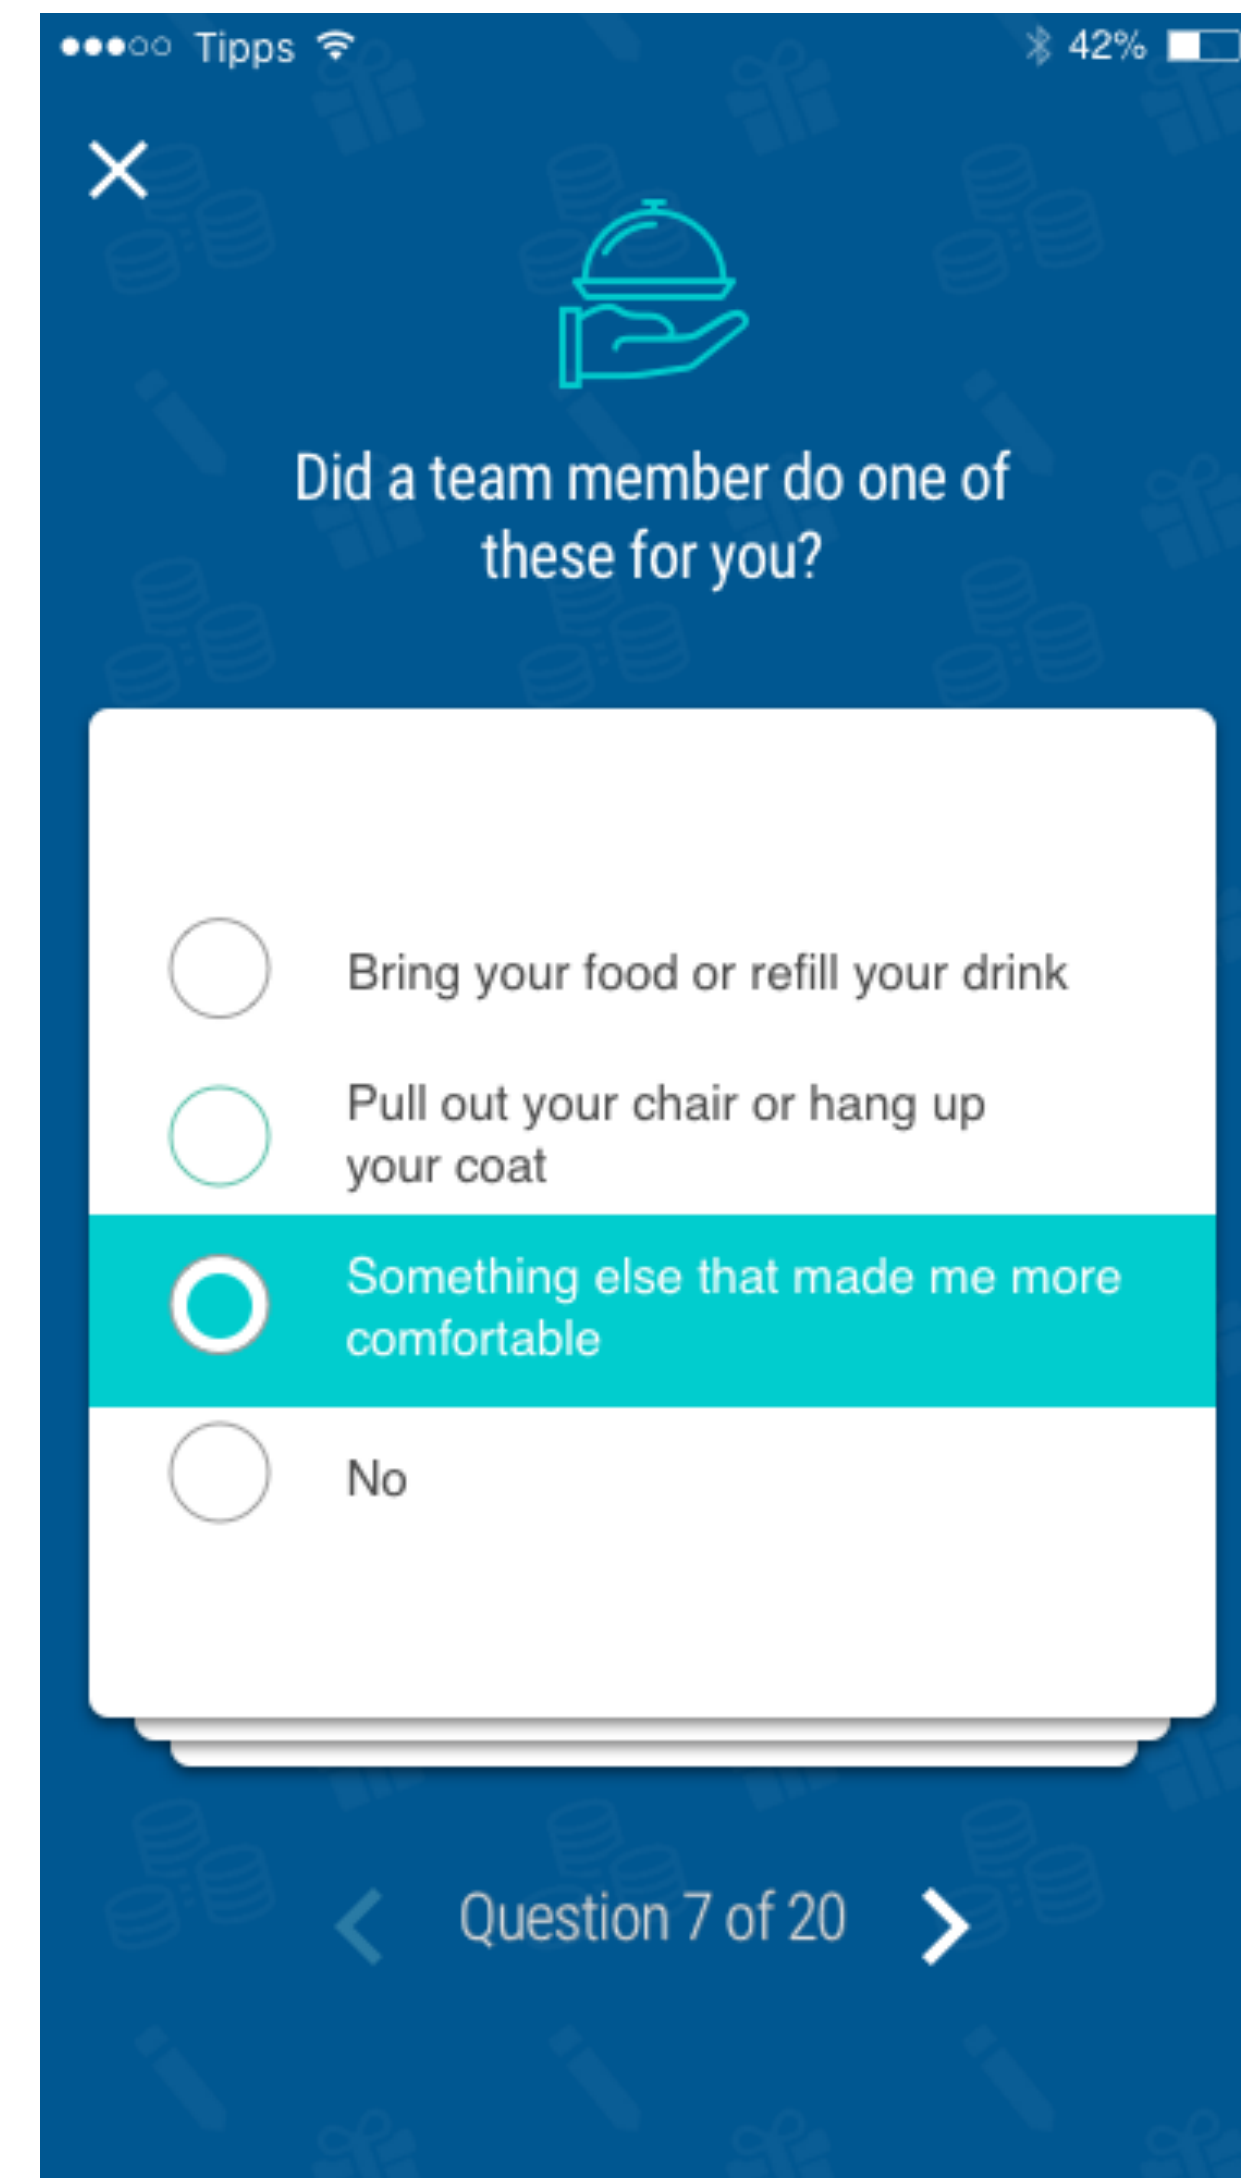 Tipps 42%
Did a team member do one of
these for you?
Bring your food or refill your drink
Pull out your chair or hang up
your coat
Something else that made me more
comfortable
No
Question 7 of 20